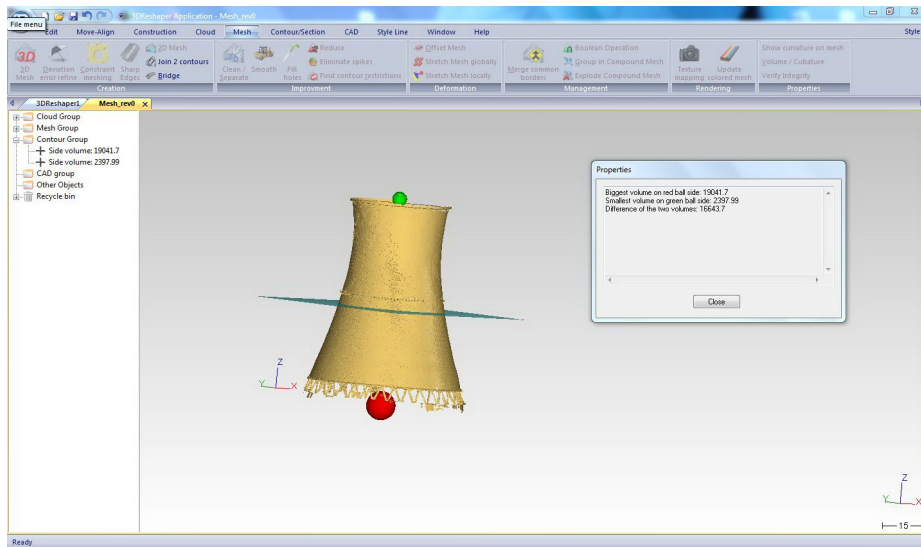 3DReshaper Application - Mesh_rev0
File menu
Edit Move-Align Construction Cloud Mesh Contour/Section CAD Style Line Window Help Style
3D Mesh
Deviation error refine
Constraint meshing
Sharp Edges
2D Mesh
Join 2 contours
Bridge
Creation
Clean / Separate
Smooth
Fill Holes
Reduce
Eliminate spikes
Find contour restrictions
Improvment
Offset Mesh
Stretch Mesh globally
Stretch Mesh locally
Deformation
Merge common borders
Boolean Operation
Group in Compound Mesh
Explode Compound Mesh
Management
Texture mapping
Update colored mesh
Rendering
Show curvature on mesh
Volume / Cubature
Verify Integrity
Properties
3DReshaper1 Mesh_rev0 x
Cloud Group
Mesh Group
Contour Group
Side volume: 19041.7
Side volume: 2397.99
CAD group
Other Objects
Recycle bin
Properties
Biggest volume on red ball side: 19041.7
Smallest volume on green ball side: 2397.99
Difference of the two volumes: 16643.7
Close
Z
Y X
Z
Y X
15
Ready